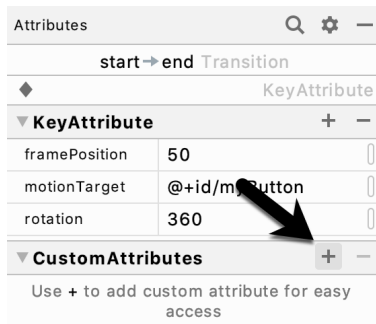 Attributes
start→end Transition
KeyAttribute
KeyAttribute
framePosition 50
motionTarget @+id/myButton
rotation 360
CustomAttributes
Use + to add custom attribute for easy
access